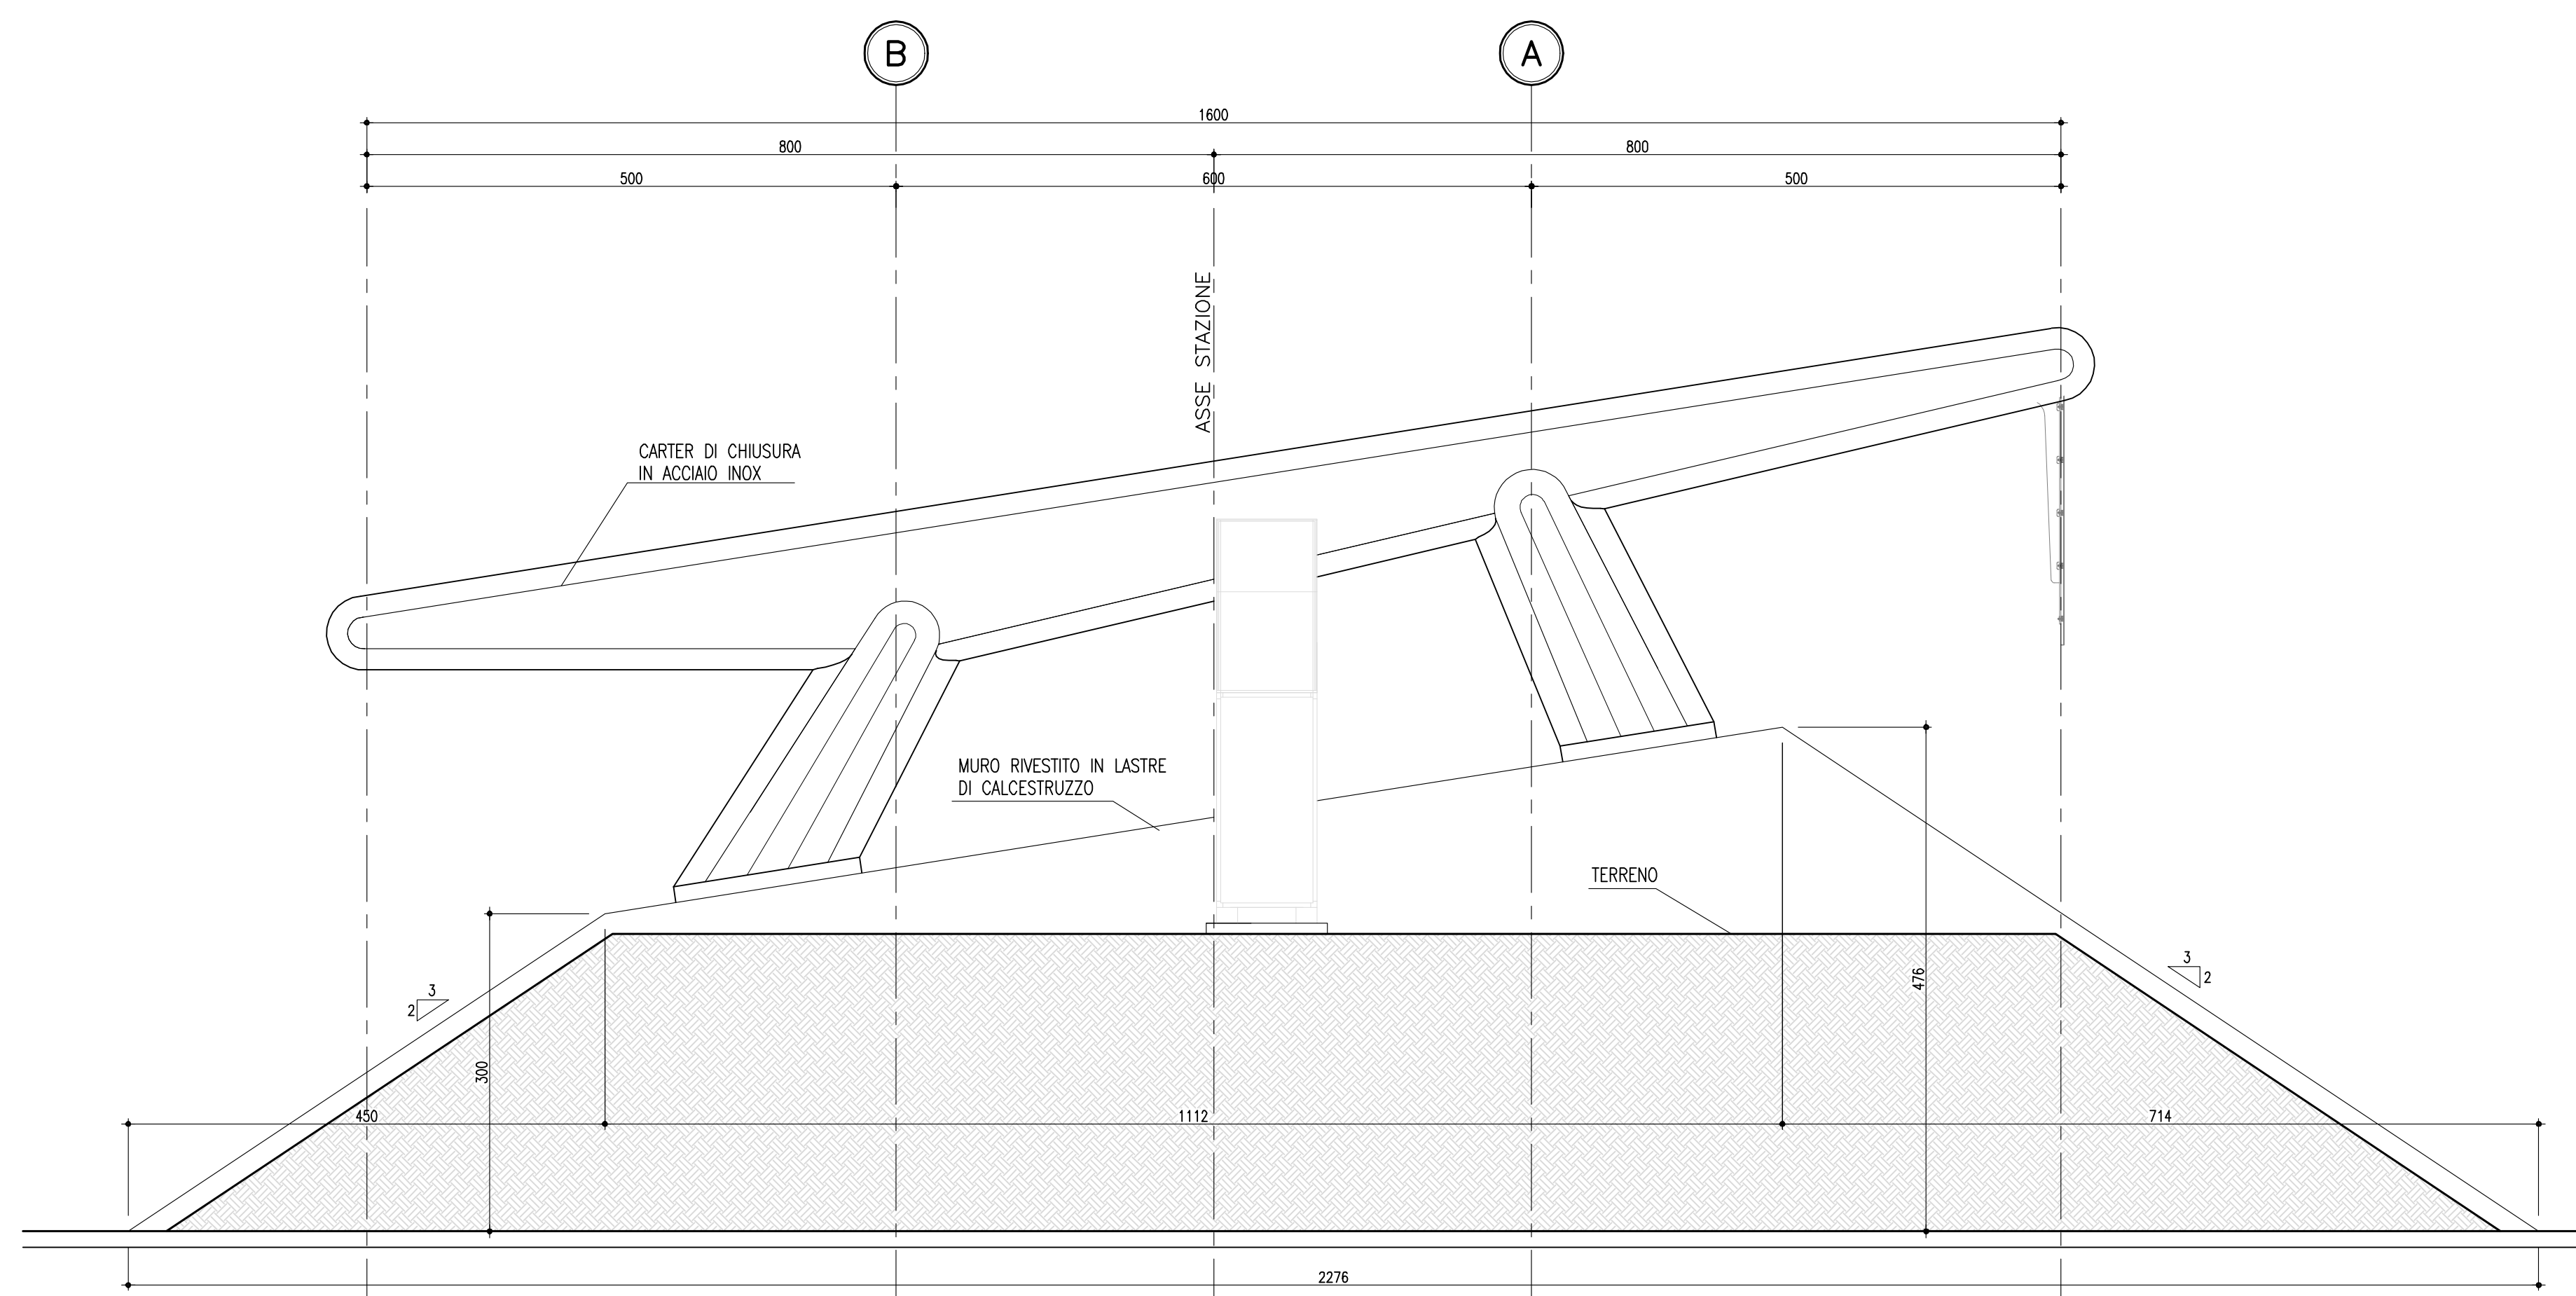 B
A
1600
800
800
500
600
500
ASSE STAZIONE
CARTER DI CHIUSURA
IN ACCIAIO INOX
MURO RIVESTITO IN LASTRE
DI CALCESTRUZZO
TERRENO
3
2
3
2
476
300
450
1112
714
2276